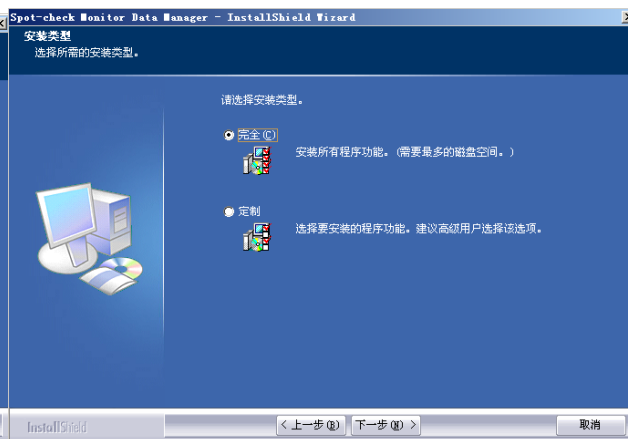 Spot-check Monitor Data Manager - InstallShield Wizard
安装类型
选择所需的安装类型。
请选择安装类型。
完全(C)
安装所有程序功能。(需要最多的磁盘空间。)
定制
选择要安装的程序功能。建议高级用户选择该选项。
InstallShield
< 上一步(B)
下一步(N) >
取消